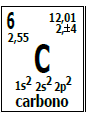 6 12,01
2,±4
2,55
C
1s² 2s² 2p²
carbono